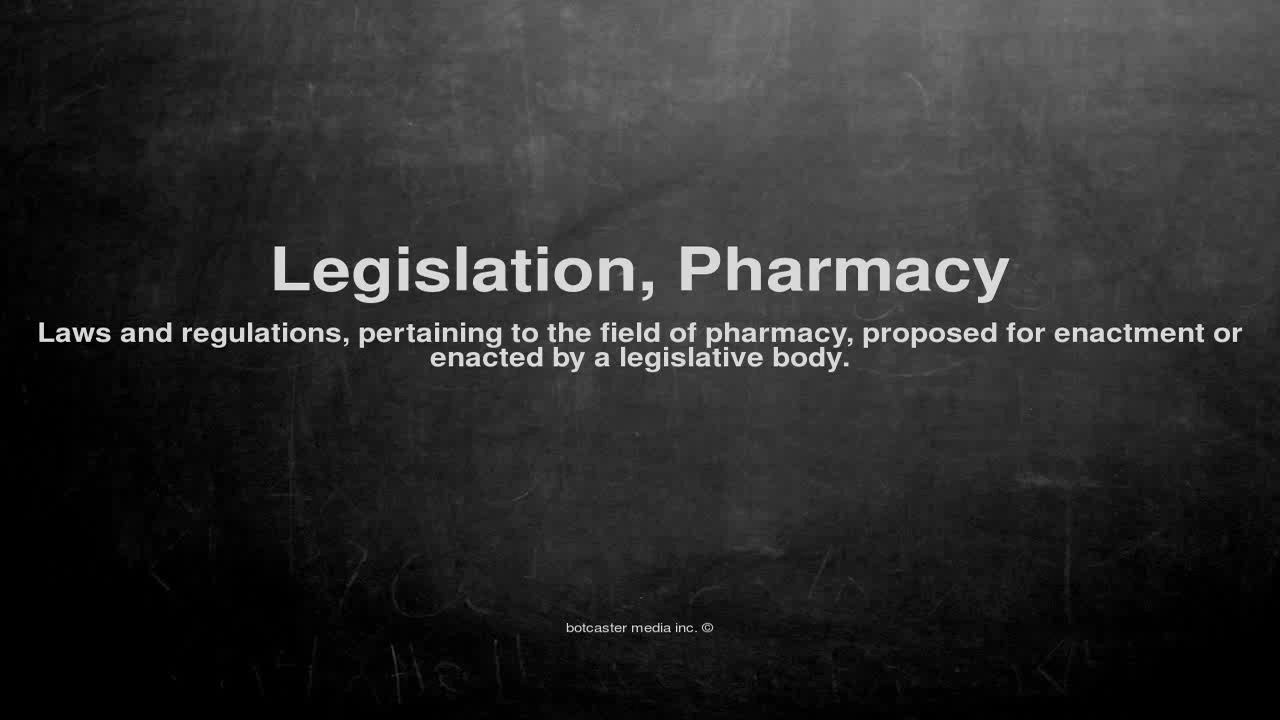 Legislation, Pharmacy
Laws and regulations, pertaining to the field of pharmacy, proposed for enactment or
enacted by a legislative body.
botcaster media inc. ©